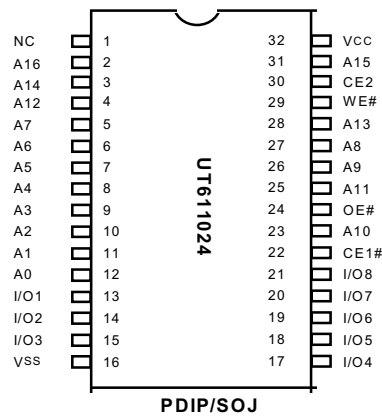 NC 1 32 VCC
A16 2 31 A15
A14 3 30 CE2
A12 4 29 WE#
A7 5 28 A13
A6 6 27 A8
A5 7 26 A9
A4 8 25 A11
A3 9 24 OE#
A2 10 23 A10
A1 11 22 CE1#
A0 12 21 I/O8
I/O1 13 20 I/O7
I/O2 14 19 I/O6
I/O3 15 18 I/O5
VSS 16 17 I/O4
UT611024
PDIP/SOJ